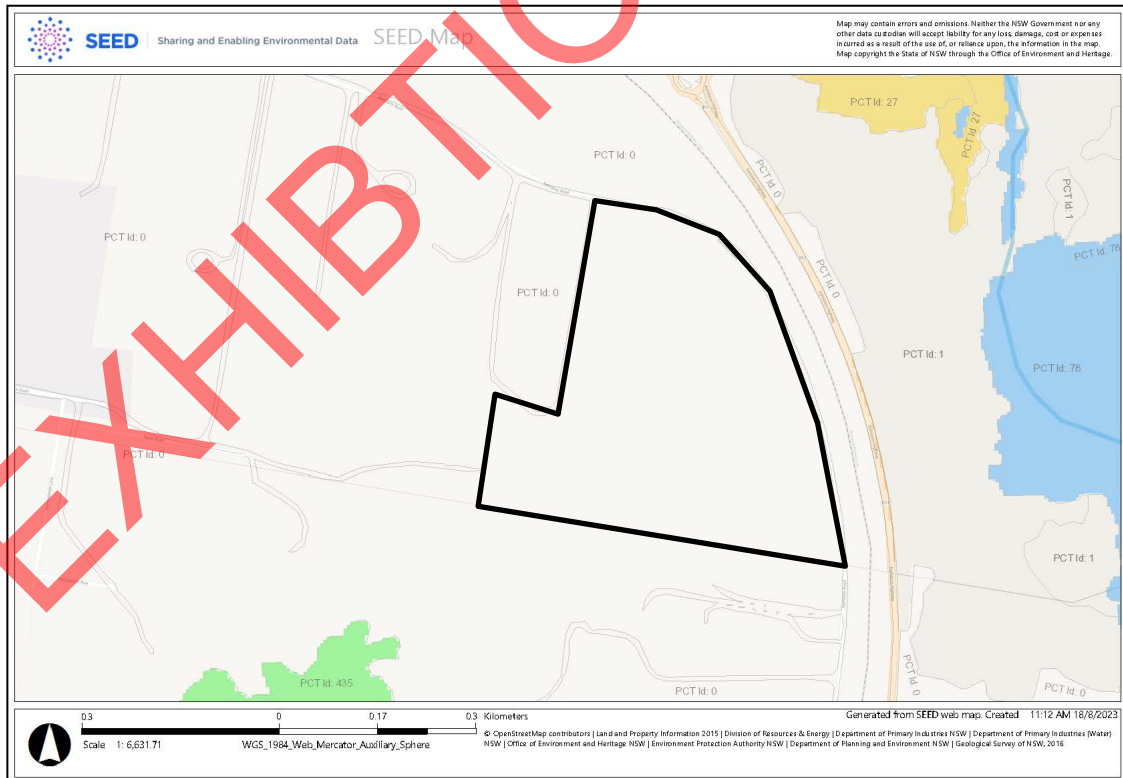 SEED
Sharing and Enabling Environmental Data
SEED Map
Map may contain errors and omissions. Neither the NSW Government nor any
other data custodian will accept liability for any loss, damage, cost or expenses
incurred as a result of the use of, or reliance upon, the information in the map.
Map copyright the State of NSW through the Office of Environment and Heritage.
EXHIBTIO
PCT Id: 27
PCT Id: 27
PCT Id: 0
PCT Id: 0
PCT Id: 1
PCT Id: 0
PCT Id: 78
PCT Id: 0
PCT Id: 0
PCT Id: 1
PCT Id: 78
PCT Id: 0
PCT Id: 1
PCT Id: 435
PCT Id: 0
PCT Id: 0
PCT Id: 0
0.3 0 0.17 0.3 Kilometers
Scale 1: 6,631.71
WGS_1984_Web_Mercator_Auxiliary_Sphere
Generated from SEED web map. Created 11:12 AM 18/8/2023
© OpenStreetMap contributors | Land and Property Information 2015 | Division of Resources & Energy | Department of Primary Industries NSW | Department of Primary Industries (Water)
NSW | Office of Environment and Heritage NSW | Environment Protection Authority NSW | Department of Planning and Environment NSW | Geological Survey of NSW, 2016